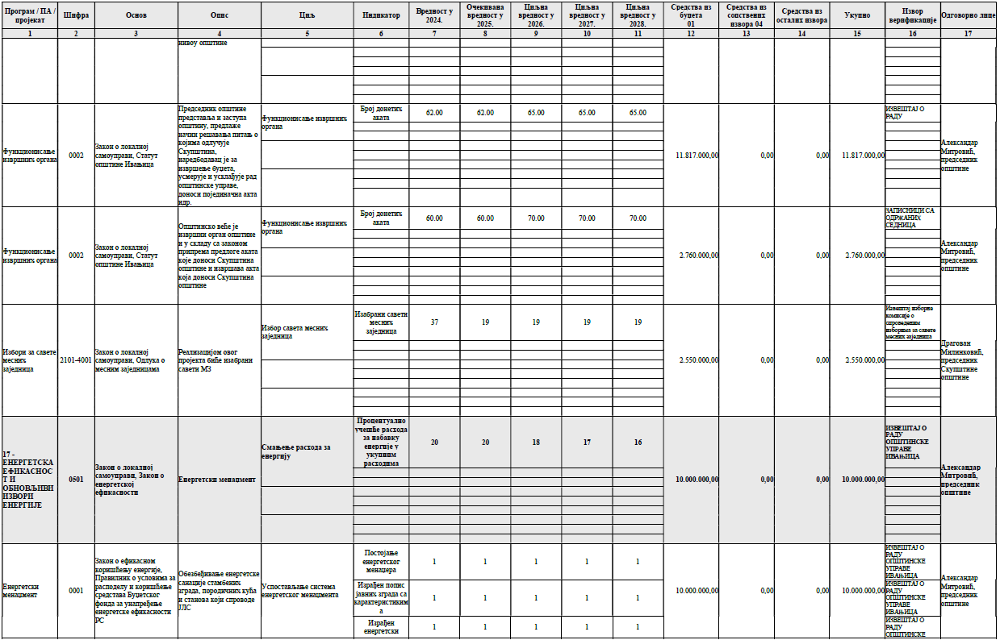 Програм / ПА / пројекат Шифра Основ Опис Циљ Индикатор Вредност у 2024. Очекивана вредност у 2025. Циљна вредност у 2026. Циљна вредност у 2027. Циљна вредност у 2028. Средства из буџета 01 Средства из сопствених извора 04 Средства из осталих извора Укупно Извор верификације Одговорно лице
1 2 3 4 5 6 7 8 9 10 11 12 13 14 15 16 17
нивоу општине
Функционисање
извршних органа
0002
Закон о локалној
самоуправи, Статут
општине Ивањица
Председник општине
представља и заступа
општину, предлаже
начин решавања питањ о
којима одлучује
Скупштина,
наредбодавац је за
извршење буџета,
усмерује и усклађује рад
општинске управе,
доноси појединачна акта
идр.
Функционисање извршних
органа
Број донетих
аката
62.00 62.00 65.00 65.00 65.00
11.817.000,00 0,00 0,00 11.817.000,00
ИЗВЕШТАЈ О
РАДУ
Александар
Митровић,
председник
општине
Функционисање
извршних органа
0002
Закон о локалној
самоуправи, Статут
општине Ивањица
Општинско веће је
извршни орган општине
и у складу са законом
припрема предлоге аката
које доноси Скупштина
општине и извршава акта
која доноси Скупштина
општине
Функционисање извршних
органа
Број донетих
аката
60.00 60.00 70.00 70.00 70.00
2.760.000,00 0,00 0,00 2.760.000,00
ЗАПИСНИЦИ СА
ОДРЖАНИХ
СЕДНИЦА
Александар
Митровић,
председник
општине
Избори за савете
месних
заједница
2101-4001
Закон о локалној
самоуправи, Одлука о
месним заједницама
Реализацијом овог
пројекта биће изабрани
савети МЗ
Избор савета месних
заједница
Изабрани савети
месних
заједница
37 19 19 19 19
2.550.000,00 0,00 0,00 2.550.000,00
Извештај изборне
комисије о
спроведеним
изборима за савете
месних заједница
Драгован
Милинковић,
председник
Скупштине
општине
17 -
ЕНЕРГЕТСКА
ЕФИКАСНОС
Т И
ОБНОВЉИВИ
ИЗВОРИ
ЕНЕРГИЈЕ
0501
Закон о локалној
самоуправи, Закон о
енергетској
ефикасности
Енергетски менаџмент
Смањење расхода за
енергију
Процентуално
учешће расхода
за набавку
енергије у
укупним
расходима
20 20 18 17 16
10.000.000,00 0,00 0,00 10.000.000,00
ИЗВЕШТАЈ О
РАДУ
ОПШТИНСКЕ
УПРАВЕ
ИВАЊИЦА
Александар
Митровић,
председник
општине
Енергетски
менаџмент
0001
Закон о ефикасном
коришћењу енергије,
Правилник о условима за
расподелу и коришћење
средстава Буџетског
фонда за унапређење
енергетске ефикасности
РС
Обезбеђивање енергетске
санације стамбених
зграда, породичних кућа
и станова који спроводе
ЈЛС
Успостављање система
енергетског менаџмента
Постојање
енергетског
менаџера
1 1 1 1 1
Израђен попис
јавних зграда са
карактеристикам
а
1 1 1 1 1
Израђен
енергетски
1 1 1 1 1
10.000.000,00 0,00 0,00 10.000.000,00
ИЗВЕШТАЈ О
РАДУ
ОПШТИНСКЕ
УПРАВЕ
ИВАЊИЦА
ИЗВЕШТАЈ О
РАДУ
ОПШТИНСКЕ
УПРАВЕ
ИВАЊИЦА
ИЗВЕШТАЈ О
РАДУ
ОПШТИНСКЕ
Александар
Митровић,
председник
општине